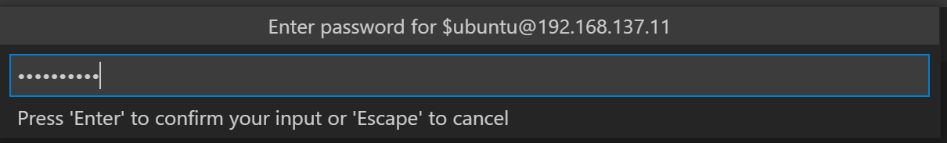 Enter password for $ubuntu@192.168.137.11
••••••••••
Press 'Enter' to confirm your input or 'Escape' to cancel